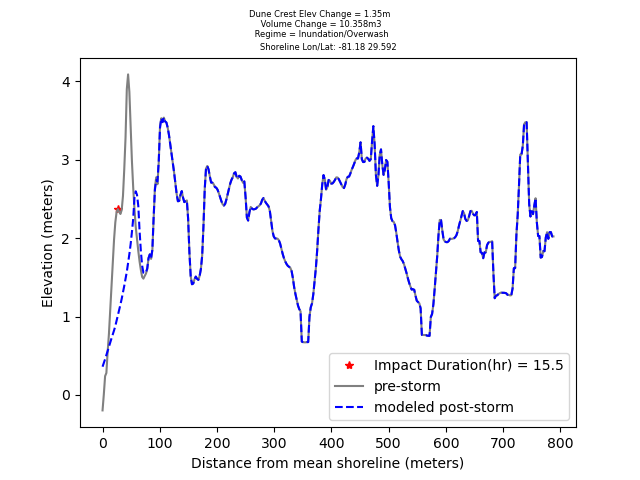 Dune Crest Elev Change = 1.35m
Volume Change = 10.358m3
Regime = Inundation/Overwash
Shoreline Lon/Lat: -81.18 29.592
4
3
2
1
0
Elevation (meters)
Impact Duration(hr) = 15.5
pre-storm
modeled post-storm
0 100 200 300 400 500 600 700 800
Distance from mean shoreline (meters)